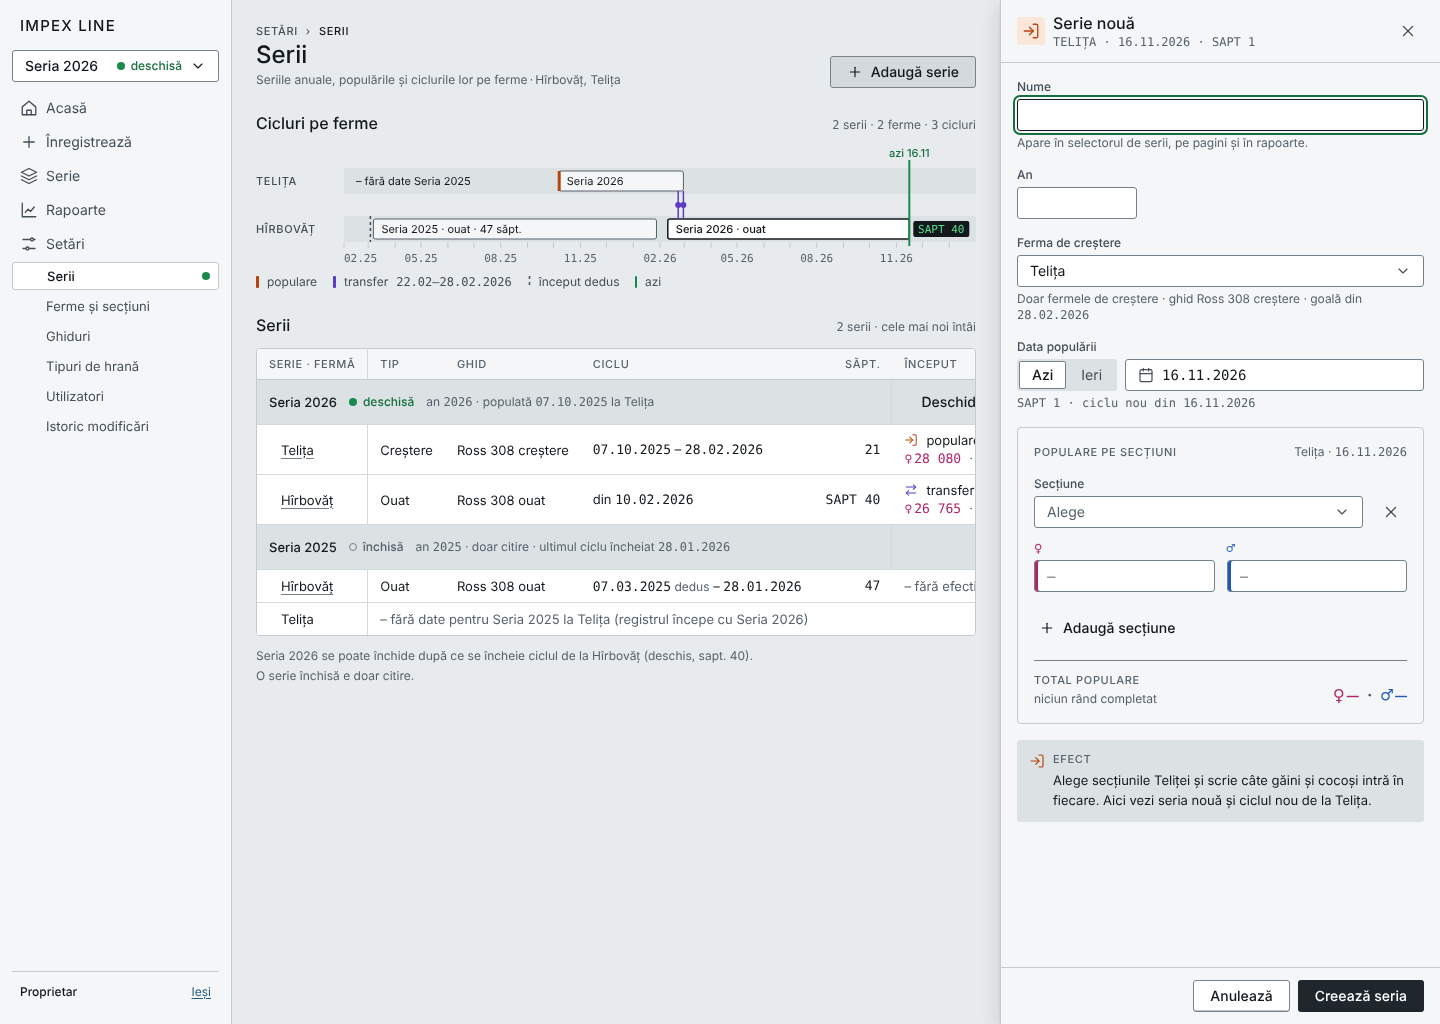 IMPEX LINE
Seria 2026 deschisă
Acasă
Înregistrează
Serie
Rapoarte
Setări
Serii
Ferme și secțiuni
Ghiduri
Tipuri de hrană
Utilizatori
Istoric modificări
Proprietar Ieși
SETĂRI › SERII
Serii
Seriile anuale, populările și ciclurile lor pe ferme · Hîrbovăț, Telița
+ Adaugă serie
Cicluri pe ferme
2 serii · 2 ferme · 3 cicluri
azi 16.11
TELIȚA – fără date Seria 2025 Seria 2026
HÎRBOVĂȚ Seria 2025 · ouat · 47 săpt. Seria 2026 · ouat SAPT 40
02.25 05.25 08.25 11.25 02.26 05.26 08.26 11.26
populare transfer 22.02–28.02.2026 început dedus azi
Serii
2 serii · cele mai noi întâi
SERIE · FERMĂ TIP GHID CICLU SĂPT. ÎNCEPUT
Seria 2026 deschisă an 2026 · populată 07.10.2025 la Telița Deschid
Telița Creștere Ross 308 creștere 07.10.2025 – 28.02.2026 21 populare
♀28 080 ·
Hîrbovăț Ouat Ross 308 ouat din 10.02.2026 SAPT 40 transfer
♀26 765 ·
Seria 2025 închisă an 2025 · doar citire · ultimul ciclu încheiat 28.01.2026
Hîrbovăț Ouat Ross 308 ouat 07.03.2025 dedus – 28.01.2026 47 – fără efecti
Telița – fără date pentru Seria 2025 la Telița (registrul începe cu Seria 2026)
Seria 2026 se poate închide după ce se încheie ciclul de la Hîrbovăț (deschis, sapt. 40).
O serie închisă e doar citire.
Serie nouă
TELIȚA · 16.11.2026 · SAPT 1
Nume
Apare în selectorul de serii, pe pagini și în rapoarte.
An
Ferma de creștere
Telița
Doar fermele de creștere · ghid Ross 308 creștere · goală din
28.02.2026
Data populării
Azi Ieri 16.11.2026
SAPT 1 · ciclu nou din 16.11.2026
POPULARE PE SECȚIUNI Telița · 16.11.2026
Secțiune
Alege
♀ ♂
– –
+ Adaugă secțiune
TOTAL POPULARE
niciun rând completat ♀— · ♂—
EFECT
Alege secțiunile Teliței și scrie câte găini și cocoși intră în
fiecare. Aici vezi seria nouă și ciclul nou de la Telița.
Anulează Creează seria